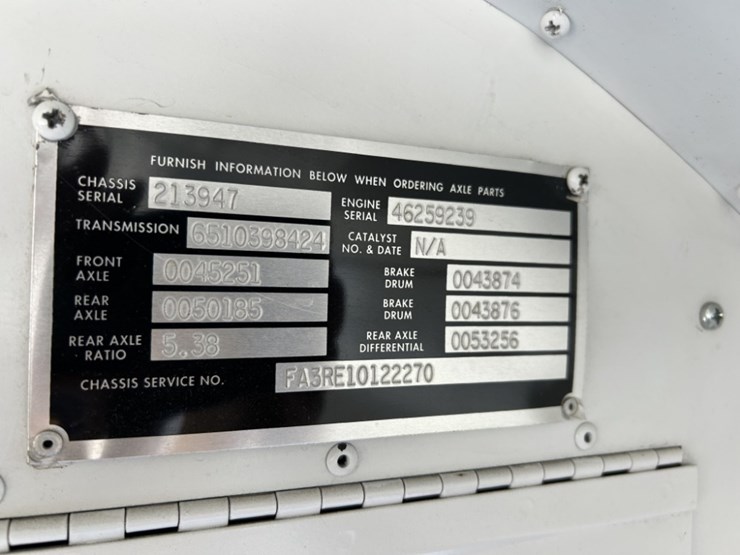 FURNISH INFORMATION BELOW WHEN ORDERING AXLE PARTS
CHASSIS SERIAL 213947
ENGINE SERIAL 46259239
TRANSMISSION 6510398424
CATALYST NO. & DATE N/A
FRONT AXLE 0045251
BRAKE DRUM 0043874
REAR AXLE 0050185
BRAKE DRUM 0043876
REAR AXLE RATIO 5.38
REAR AXLE DIFFERENTIAL 0053256
CHASSIS SERVICE NO. FA3RE10122270